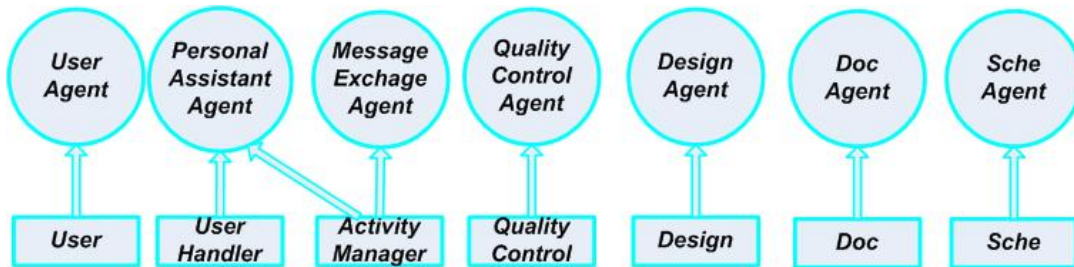 User
Agent
Personal
Assistant
Agent
Message
Exchage
Agent
Quality
Control
Agent
Design
Agent
Doc
Agent
Sche
Agent
User
User
Handler
Activity
Manager
Quality
Control
Design
Doc
Sche